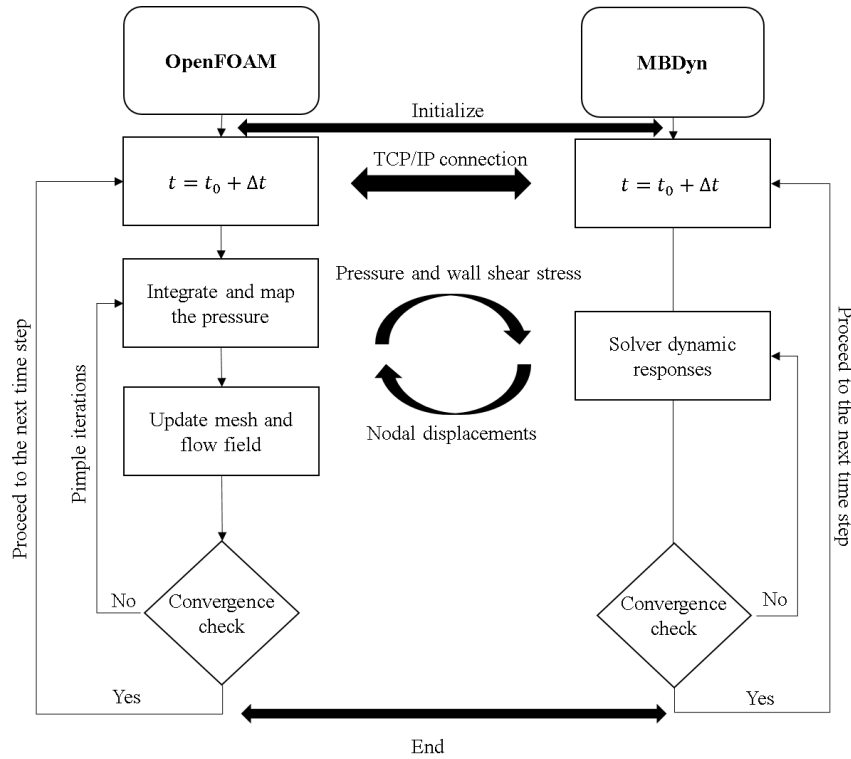 OpenFOAM
MBDyn
Initialize
TCP/IP connection
t = t₀ + Δt
t = t₀ + Δt
Pressure and wall shear stress
Integrate and map
the pressure
Solver dynamic
responses
Update mesh and
flow field
Nodal displacements
Proceed to the next time step
Pimple iterations
Proceed to the next time step
No
Convergence
check
Convergence
check
No
Yes
Yes
End